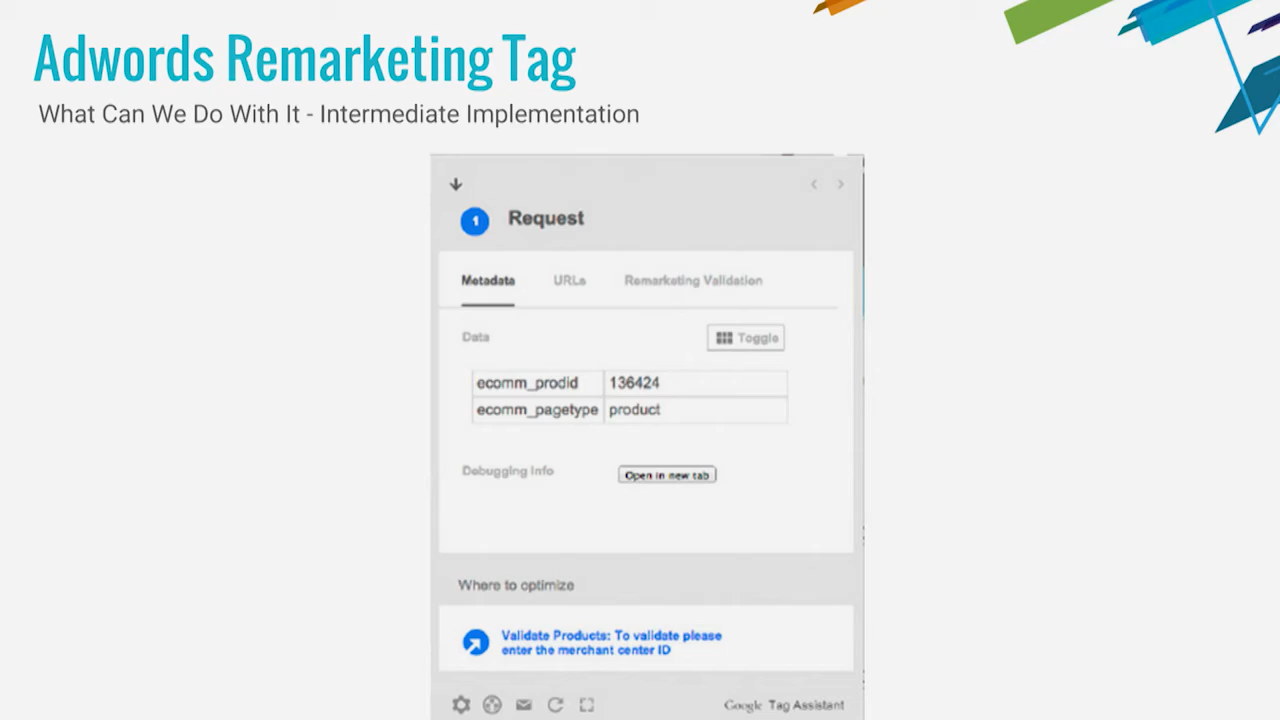 Adwords Remarketing Tag
What Can We Do With It - Intermediate Implementation
1 Request
Metadata URLs Remarketing Validation
Data Toggle
ecomm_prodid 136424
ecomm_pagetype product
Debugging Info Open in new tab
Where to optimize
Validate Products: To validate please
enter the merchant center ID
Google Tag Assistant